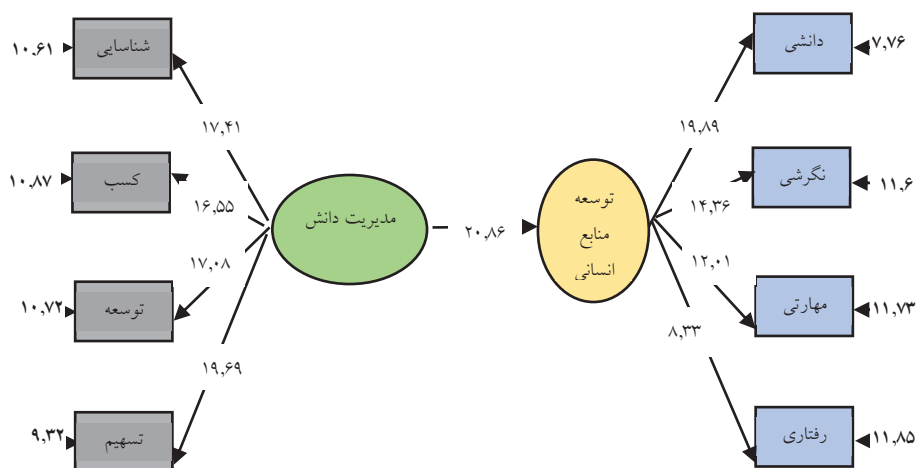 شناسایی
۱۰,۶۱
۱۷,۴۱
کسب
۱۰,۸۷
۱۶,۵۵
توسعه
۱۰,۷۲
۱۷,۰۸
تسهیم
۹,۳۲
۱۹,۶۹
مدیریت دانش
۲۰,۸۶
توسعه
منابع
انسانی
دانشی
۷,۷۶
۱۹,۸۹
نگرشی
۱۱,۶
۱۴,۳۶
مهارتی
۱۱,۷۳
۱۲,۰۱
رفتاری
۱۱,۸۵
۸,۳۳